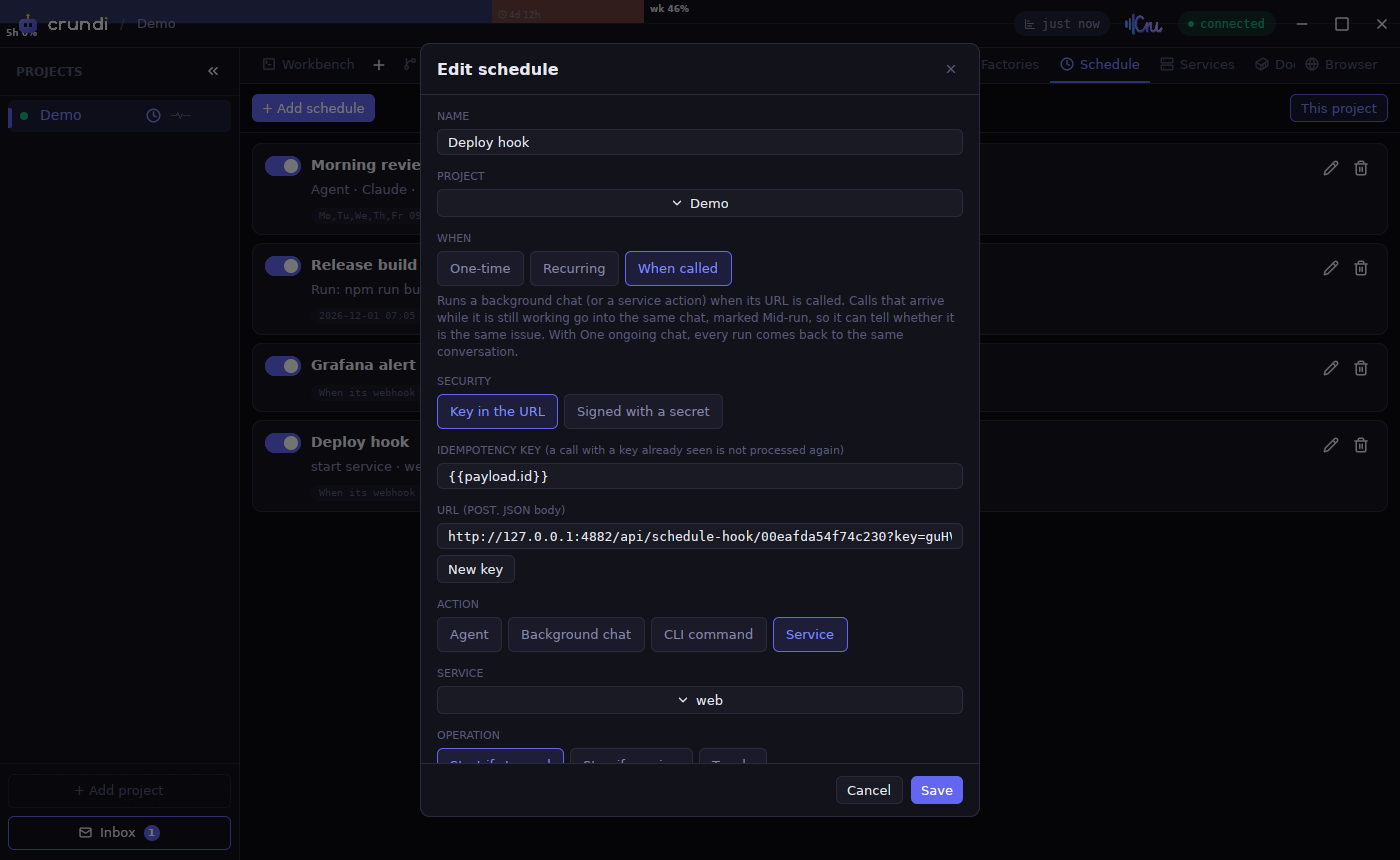 4d 12h
wk 46%
crundi / Demo
just now
Cru
connected
PROJECTS
Workbench
Factories
Schedule
Services
Browser
Demo
+ Add schedule
This project
Morning
Agent · Claude ·
Mo,Tu,We,Th,Fr
Release build
Run: npm run
2026-12-01 07:05
Grafana alert
When its webhook
Deploy hook
start service ·
When its webhook
+ Add project
Inbox 1
Edit schedule
NAME
Deploy hook
PROJECT
Demo
WHEN
One-time
Recurring
When called
Runs a background chat (or a service action) when its URL is called. Calls that arrive
while it is still working go into the same chat, marked Mid-run, so it can tell whether it
is the same issue. With One ongoing chat, every run comes back to the same
conversation.
SECURITY
Key in the URL
Signed with a secret
IDEMPOTENCY KEY (a call with a key already seen is not processed again)
{{payload.id}}
URL (POST, JSON body)
http://127.0.0.1:4882/api/schedule-hook/00eafda54f74c230?key=guH
New key
ACTION
Agent
Background chat
CLI command
Service
SERVICE
web
OPERATION
Cancel
Save